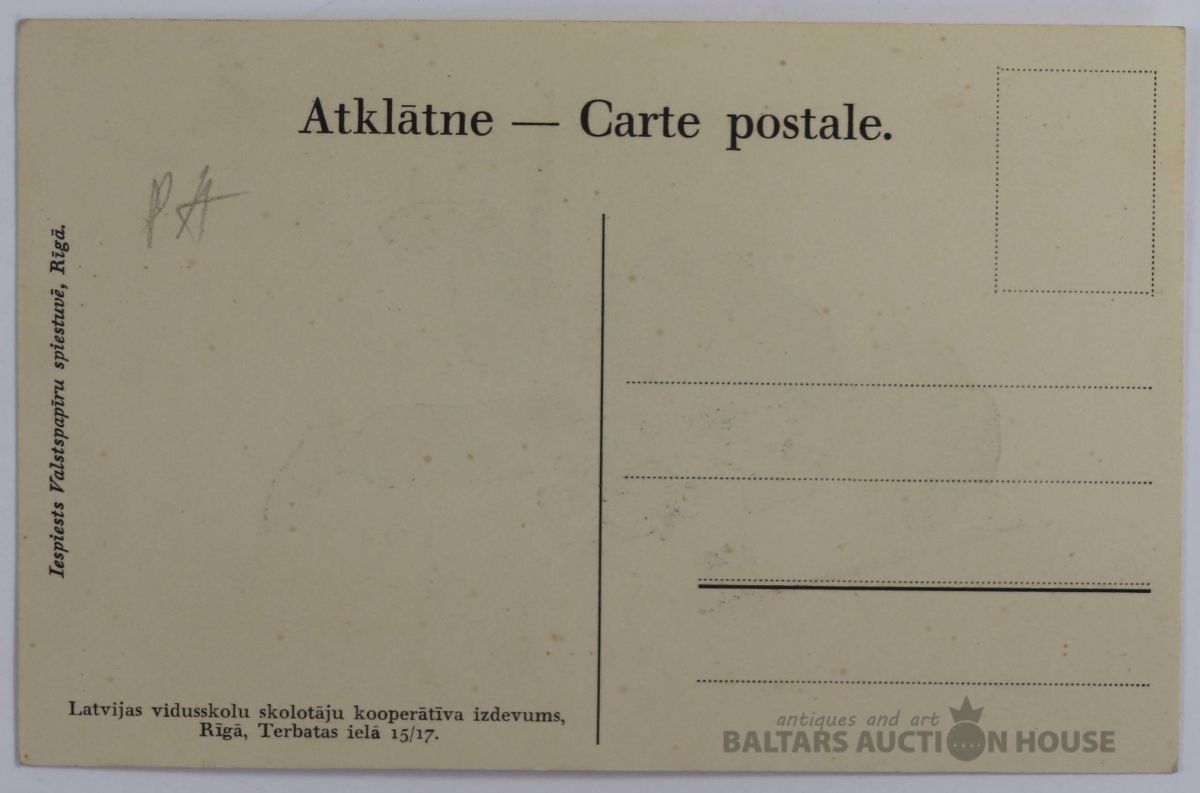 Atklātne — Carte postale.
PA
Iespiests Valstspapīru spiestuvē, Rīgā.
Latvijas vidusskolu skolotāju kooperātīva izdevums,
Rīgā, Terbatas ielā 15/17.
antiques and art
BALTARS AUCTION HOUSE